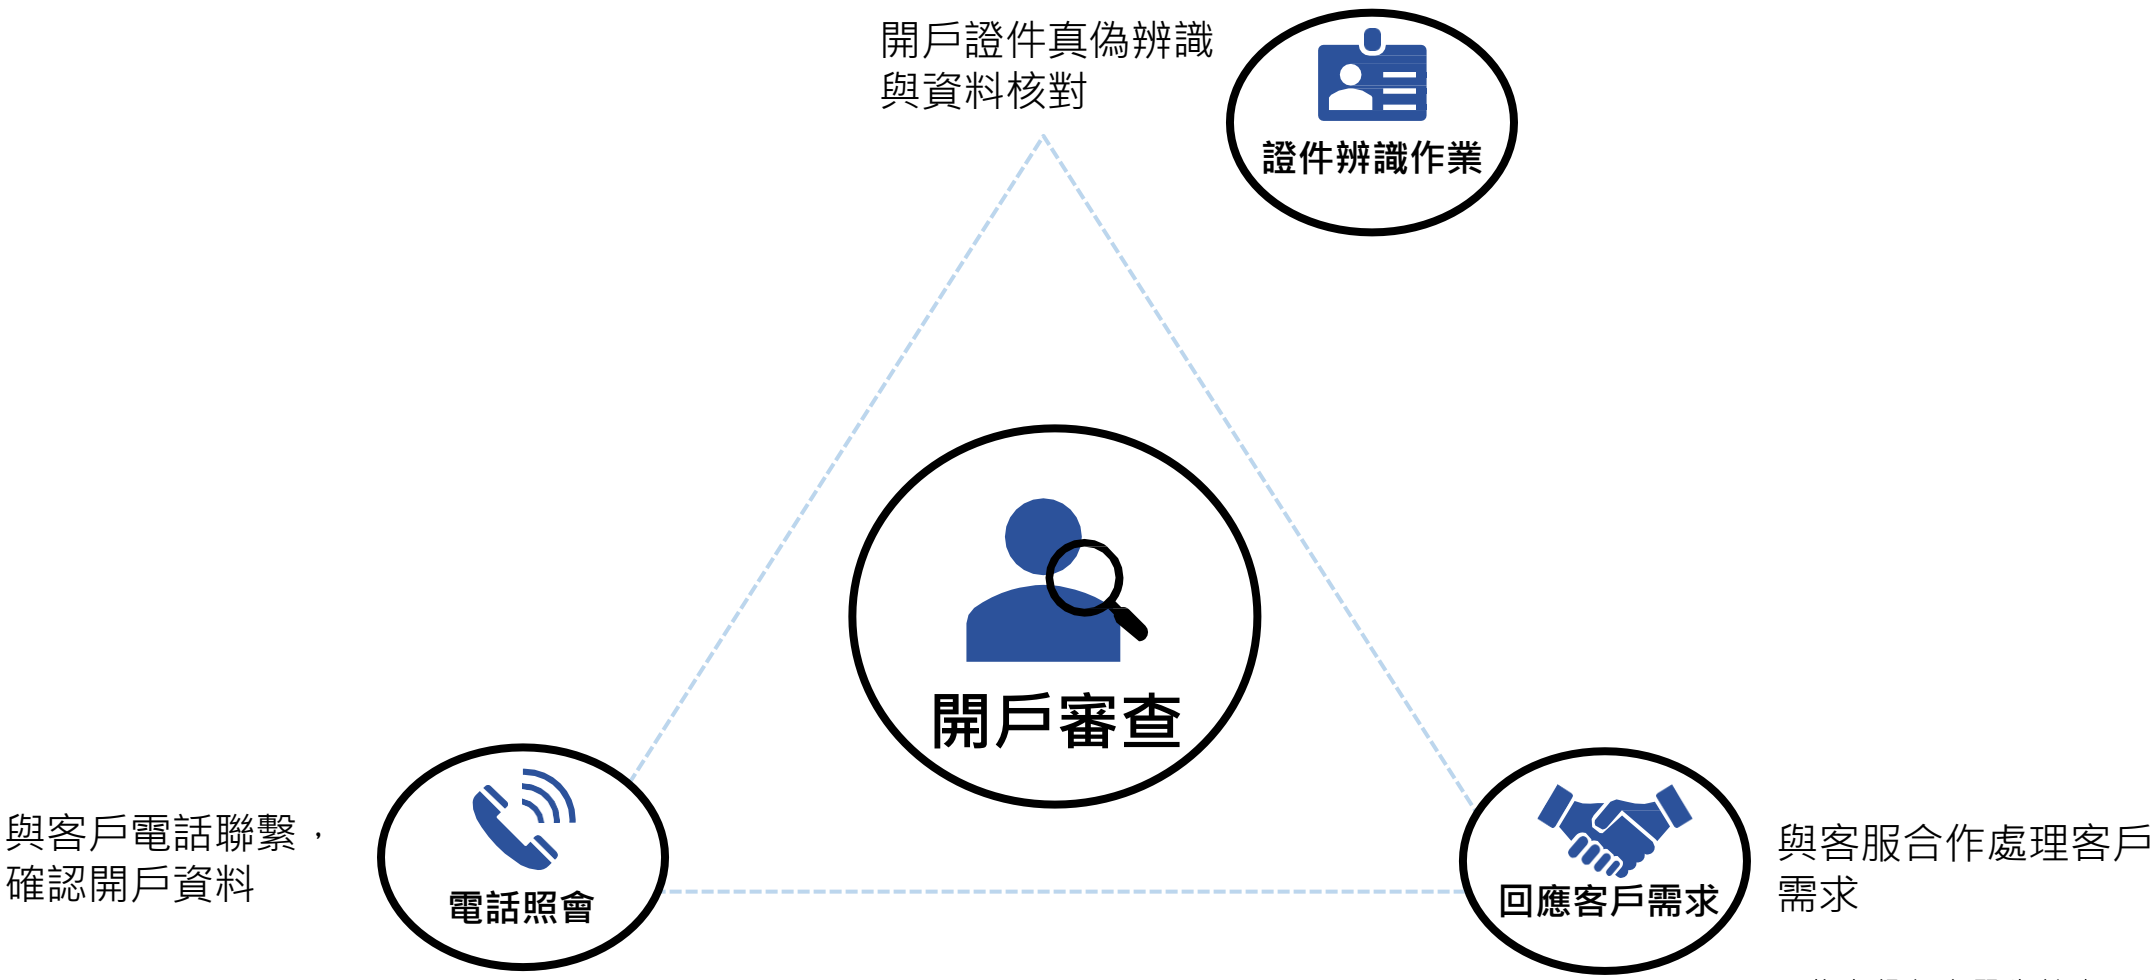 開戶證件真偽辨識
與資料核對
證件辨識作業
開戶審查
與客戶電話聯繫，
確認開戶資料
電話照會
回應客戶需求
與客服合作處理客戶
需求